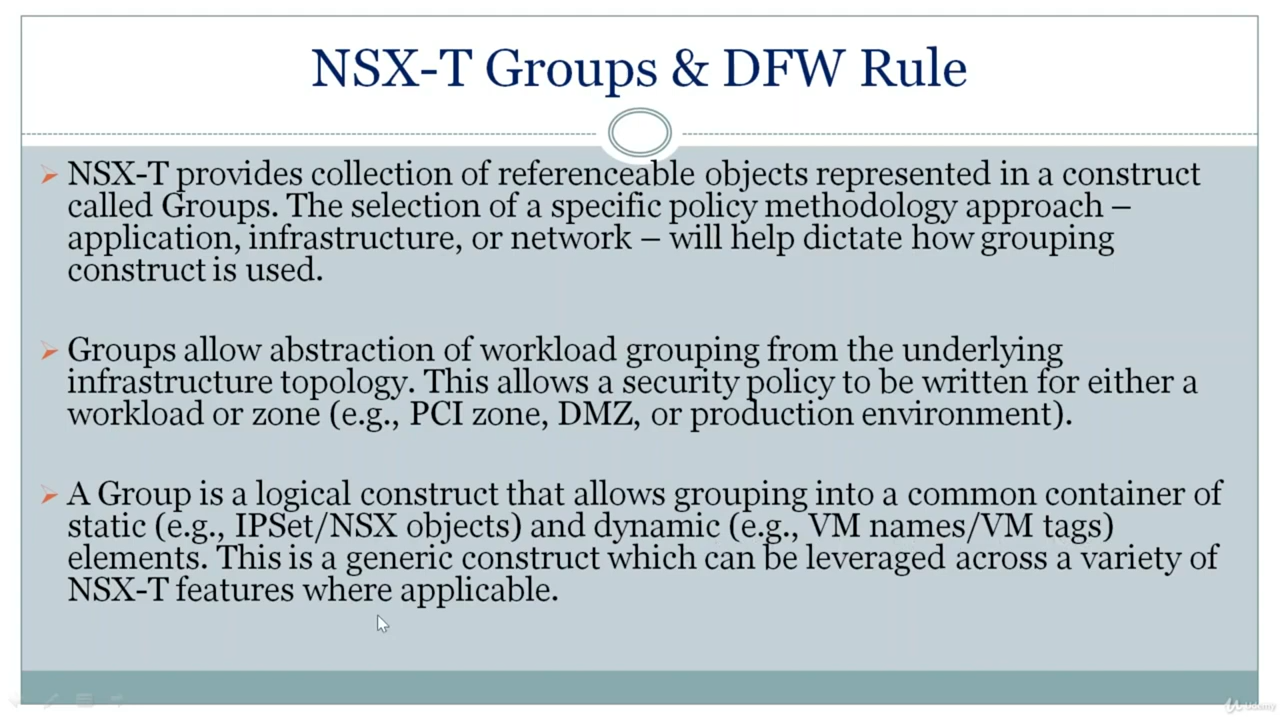 NSX-T Groups & DFW Rule
NSX-T provides collection of referenceable objects represented in a construct
called Groups. The selection of a specific policy methodology approach –
application, infrastructure, or network – will help dictate how grouping
construct is used.
Groups allow abstraction of workload grouping from the underlying
infrastructure topology. This allows a security policy to be written for either a
workload or zone (e.g., PCI zone, DMZ, or production environment).
A Group is a logical construct that allows grouping into a common container of
static (e.g., IPSet/NSX objects) and dynamic (e.g., VM names/VM tags)
elements. This is a generic construct which can be leveraged across a variety of
NSX-T features where applicable.
Udemy